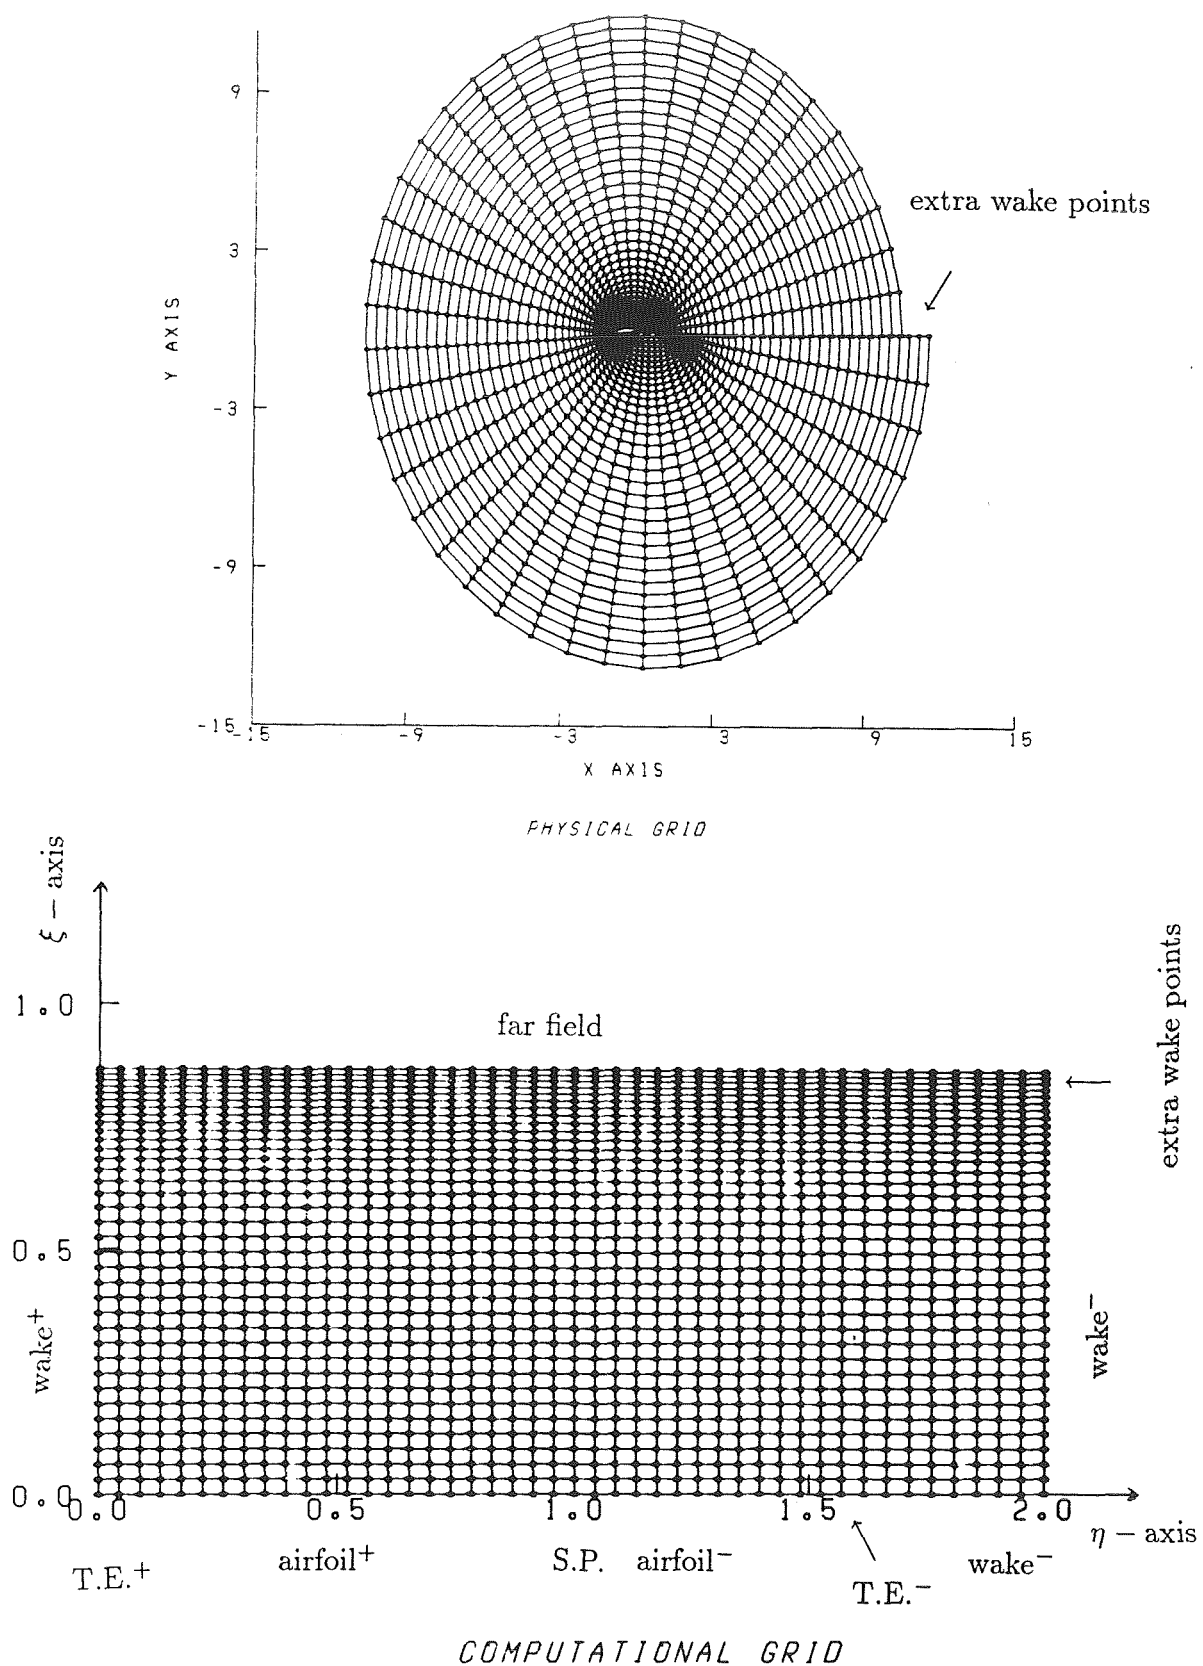 9
extra wake points
3
Y AXIS
-3
-9
-15
-15 -9 -3 3 9 15
X AXIS
PHYSICAL GRID
ξ – axis
1.0
far field
extra wake points
0.5
wake⁺
wake⁻
0.0
0.0 0.5 1.0 1.5 2.0
η – axis
T.E.⁺ airfoil⁺ S.P. airfoil⁻ T.E.⁻ wake⁻
COMPUTATIONAL GRID